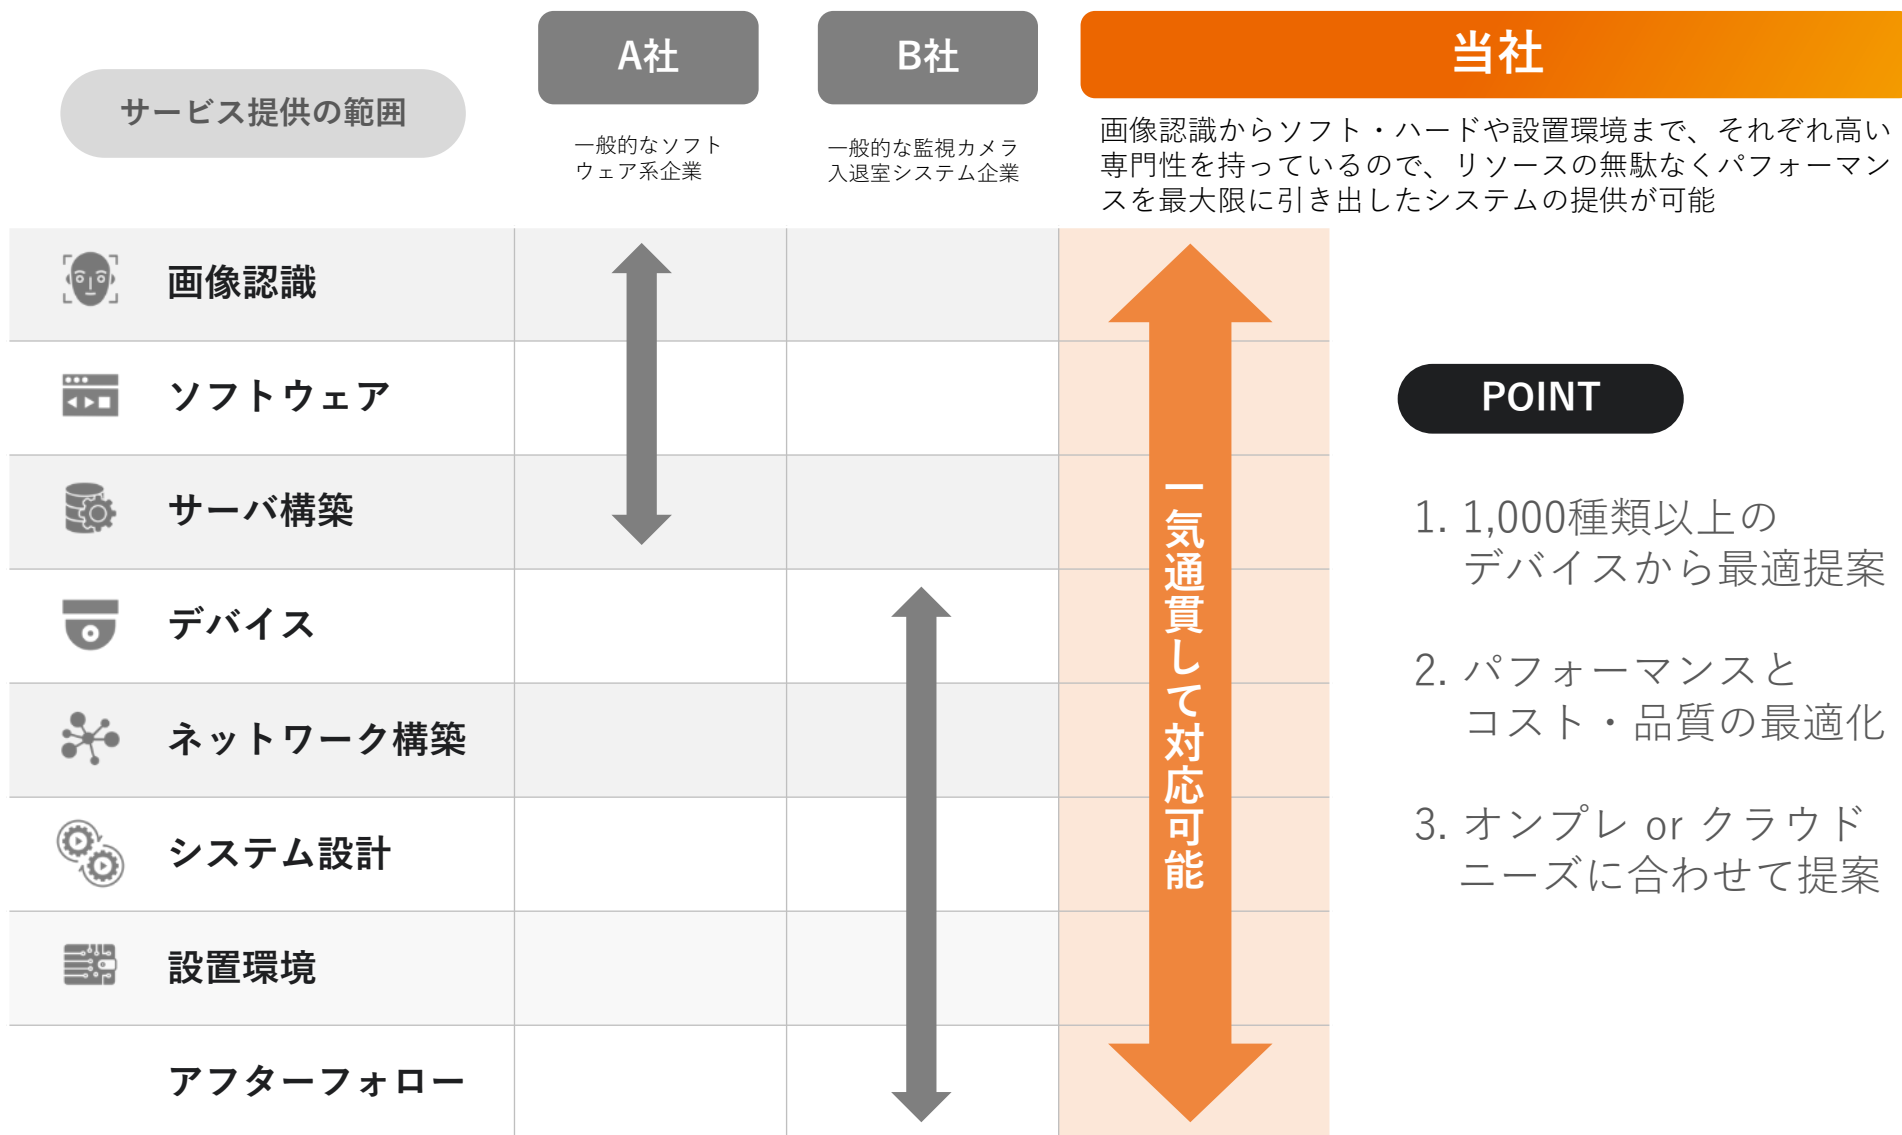 サービス提供の範囲
A社
一般的なソフト
ウェア系企業
B社
一般的な監視カメラ
入退室システム企業
当社
画像認識からソフト・ハードや設置環境まで、それぞれ高い
専門性を持っているので、リソースの無駄なくパフォーマン
スを最大限に引き出したシステムの提供が可能
画像認識
ソフトウェア
サーバ構築
デバイス
ネットワーク構築
システム設計
設置環境
アフターフォロー
一気通貫して対応可能
POINT
1. 1,000種類以上の
デバイスから最適提案
2. パフォーマンスと
コスト・品質の最適化
3. オンプレ or クラウド
ニーズに合わせて提案